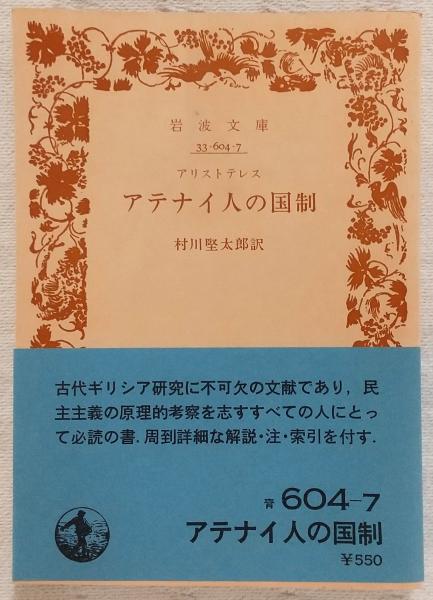 岩波文庫
33-604-7
アリストテレス
アテナイ人の国制
村川堅太郎訳
古代ギリシア研究に不可欠の文献であり，民
主主義の原理的考察を志すすべての人にとっ
て必読の書．周到詳細な解説・注・索引を付す．
青 604-7
アテナイ人の国制
￥550